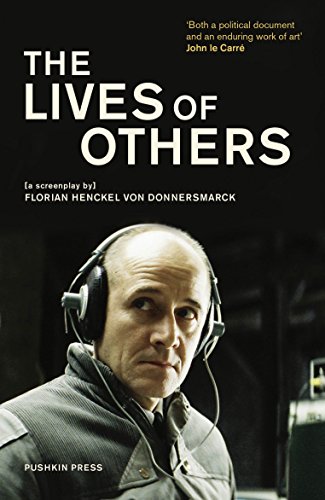 ‘Both a political document
and an enduring work of art’
John le Carré
THE
LIVES OF
OTHERS
[a screenplay by]
FLORIAN HENCKEL VON DONNERSMARCK
PUSHKIN PRESS